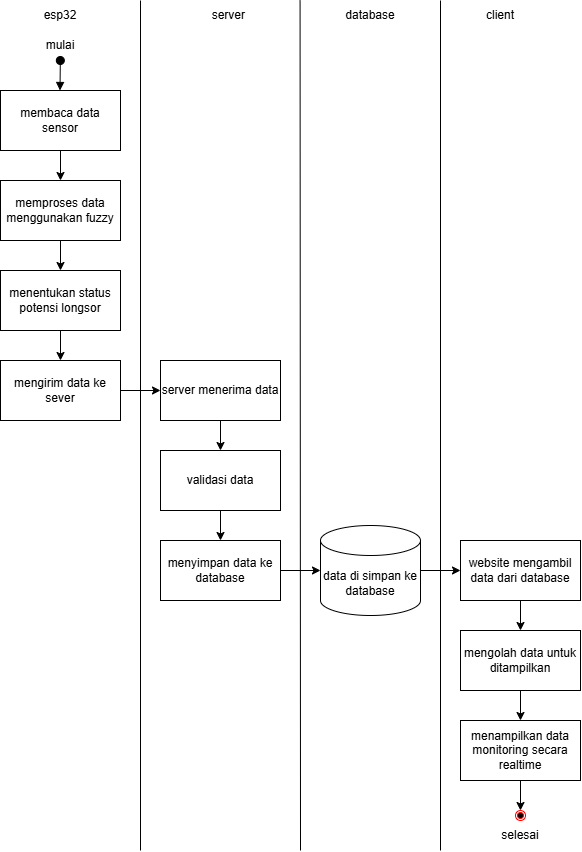 esp32
server
database
client
mulai
membaca data
sensor
memproses data
menggunakan fuzzy
menentukan status
potensi longsor
mengirim data ke
sever
server menerima data
validasi data
menyimpan data ke
database
data di simpan ke
database
website mengambil
data dari database
mengolah data untuk
ditampilkan
menampilkan data
monitoring secara
realtime
selesai